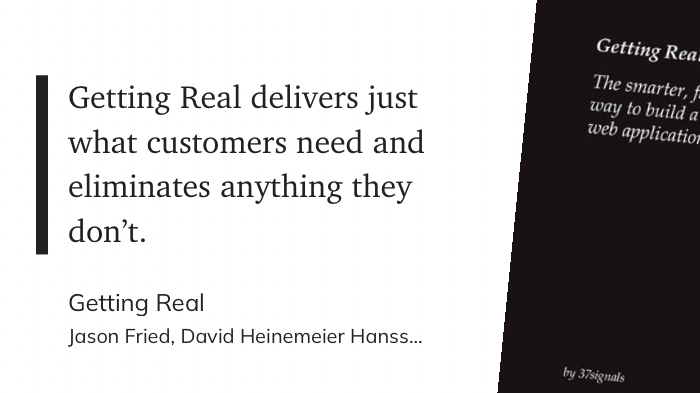 Getting Real delivers just
what customers need and
eliminates anything they
don’t.
Getting Real
Jason Fried, David Heinemeier Hanss...
Getting Real
The smarter,
way to build a
web application
by 37signals